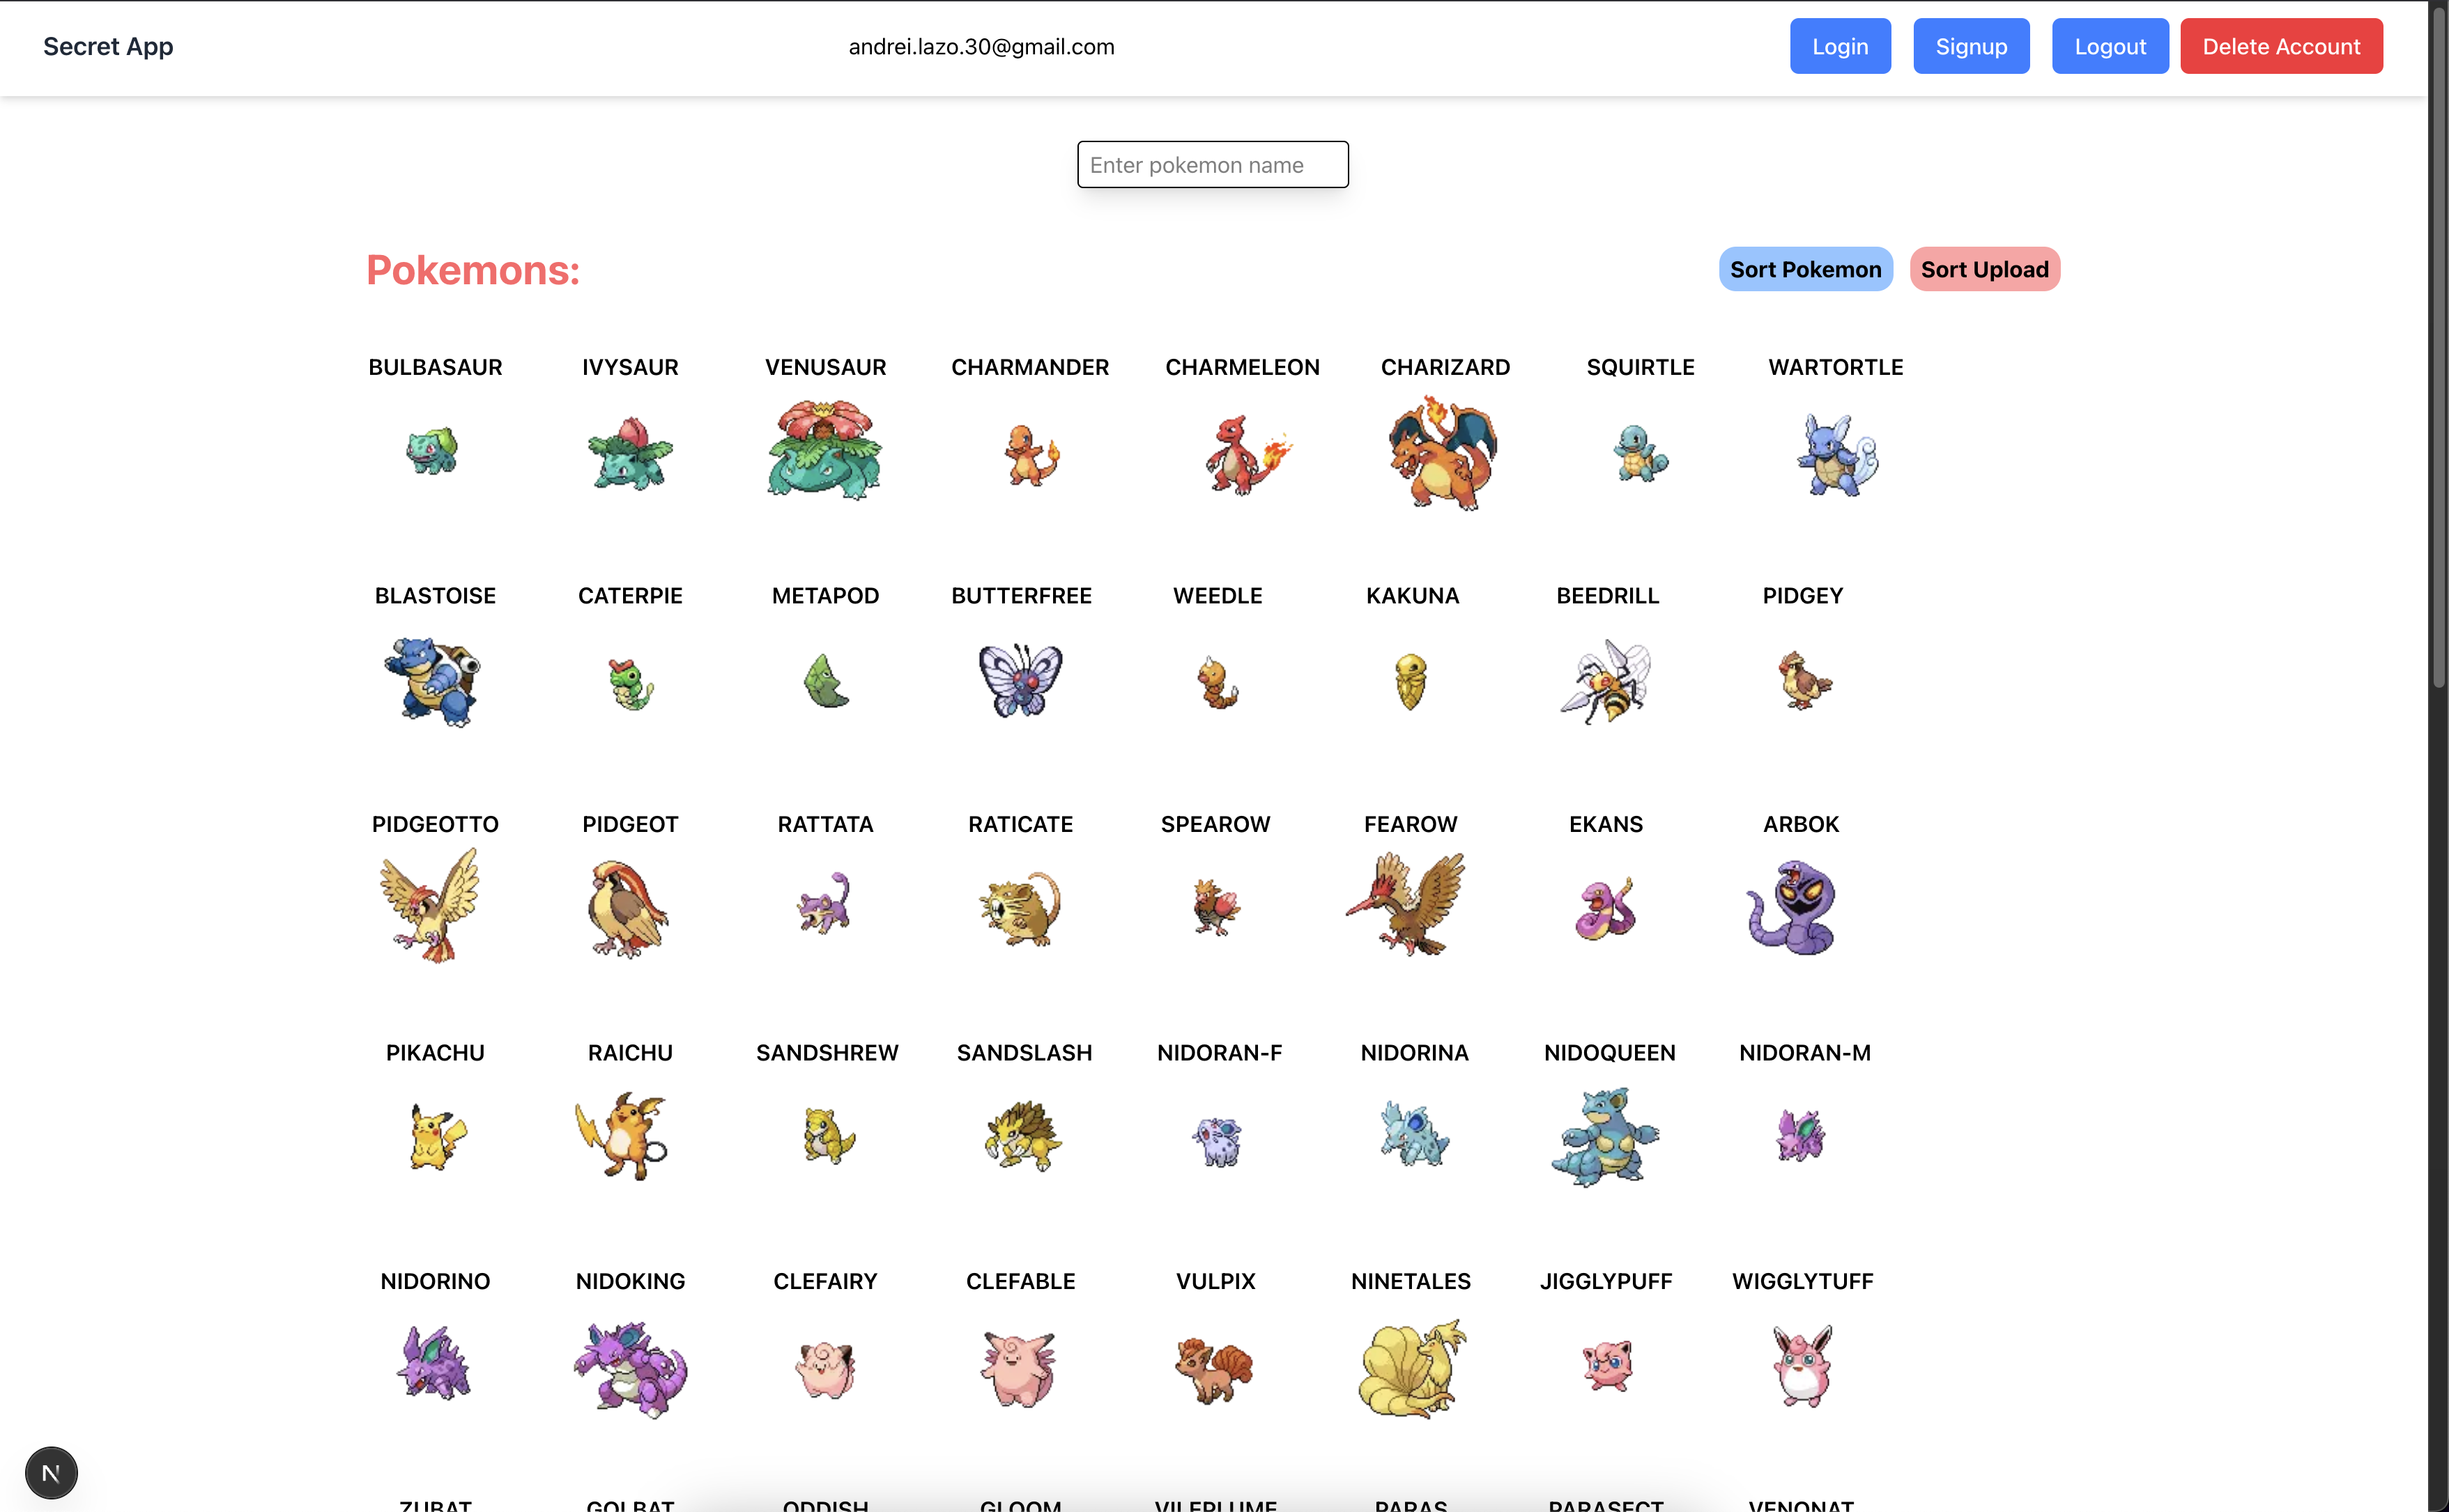 Secret App andrei.lazo.30@gmail.com Login Signup Logout Delete Account
Enter pokemon name
Pokemons: Sort Pokemon Sort Upload
BULBASAUR IVYSAUR VENUSAUR CHARMANDER CHARMELEON CHARIZARD SQUIRTLE WARTORTLE
BLASTOISE CATERPIE METAPOD BUTTERFREE WEEDLE KAKUNA BEEDRILL PIDGEY
PIDGEOTTO PIDGEOT RATTATA RATICATE SPEAROW FEAROW EKANS ARBOK
PIKACHU RAICHU SANDSHREW SANDSLASH NIDORAN-F NIDORINA NIDOQUEEN NIDORAN-M
NIDORINO NIDOKING CLEFAIRY CLEFABLE VULPIX NINETALES JIGGLYPUFF WIGGLYTUFF
ZUBAT GOLBAT ODDISH GLOOM VILEPLUME PARAS PARASECT VENONAT
N